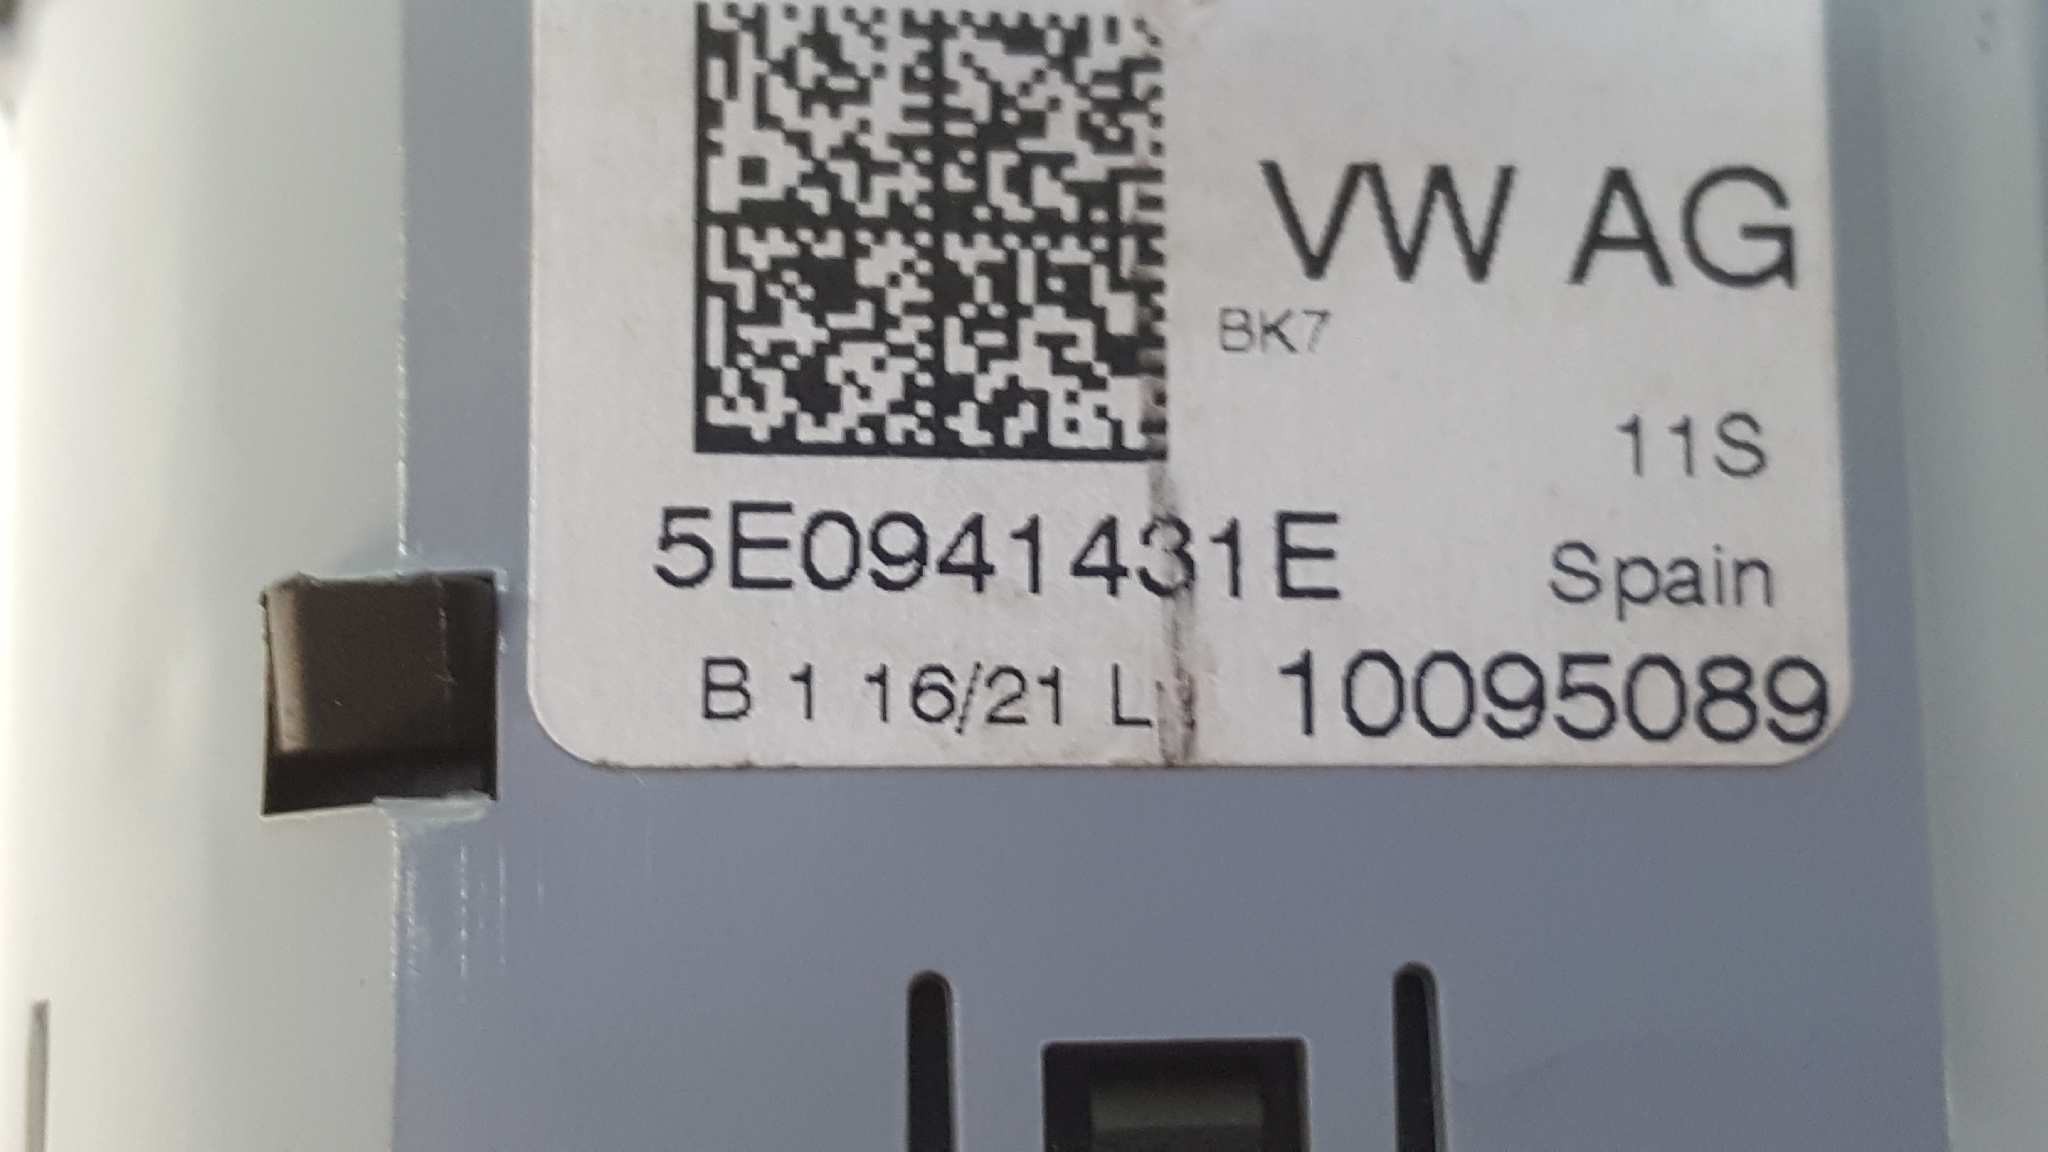 VW AG
BK7
11S
5E0941431E
Spain
B 1 16/21 L
10095089